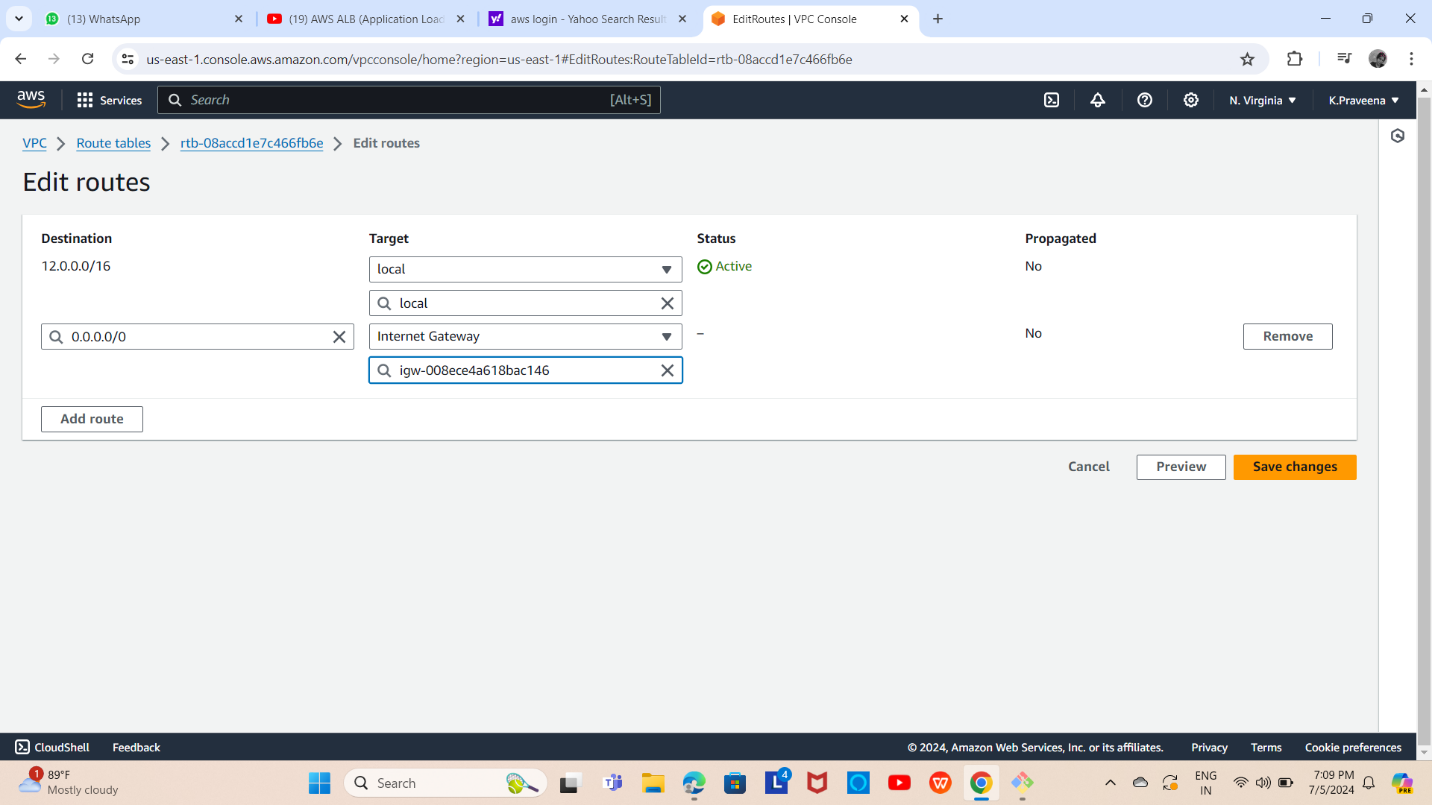 (13) WhatsApp
(19) AWS ALB (Application Load
aws login - Yahoo Search Result
EditRoutes | VPC Console
us-east-1.console.aws.amazon.com/vpcconsole/home?region=us-east-1#EditRoutes:RouteTableId=rtb-08accd1e7c466fb6e
aws Services Search [Alt+S] N. Virginia K.Praveena
VPC Route tables rtb-08accd1e7c466fb6e Edit routes
Edit routes
Destination Target Status Propagated
12.0.0.0/16 local Active No
local
0.0.0.0/0 Internet Gateway – No Remove
igw-008ece4a618bac146
Add route
Cancel Preview Save changes
CloudShell Feedback © 2024, Amazon Web Services, Inc. or its affiliates. Privacy Terms Cookie preferences
1 89°F
Mostly cloudy
Search
4
PRE
ENG
IN
7:09 PM
7/5/2024